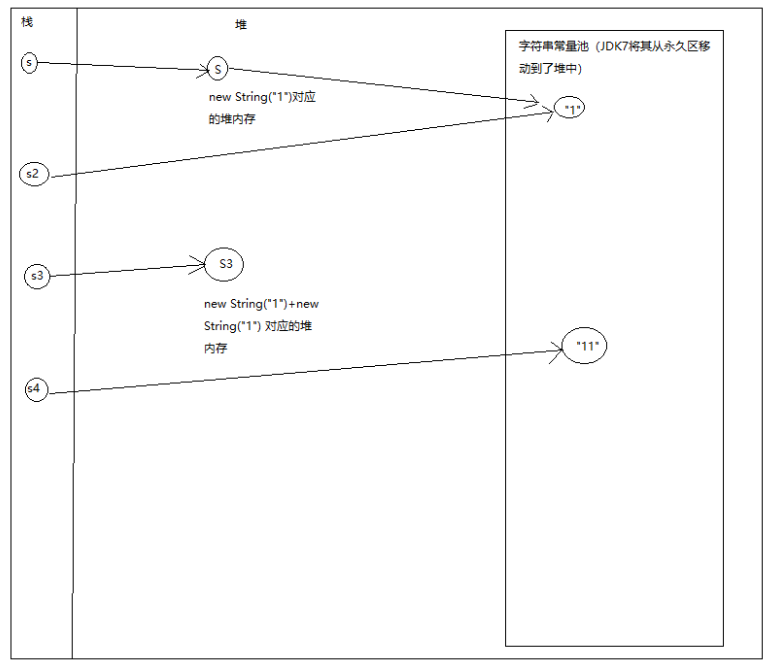 栈
堆
字符串常量池（JDK7将其从永久区移
动到了堆中）
s
S
"1"
new String("1")对应
的堆内存
s2
s3
S3
new String("1")+new
String("1") 对应的堆
内存
"11"
s4